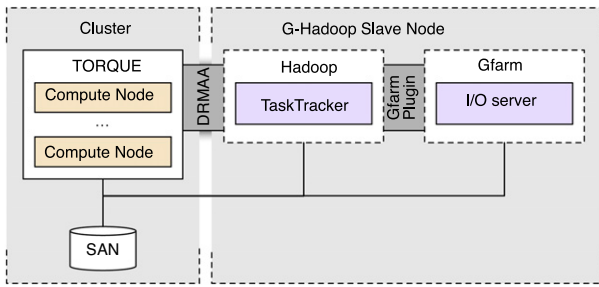 Cluster
G-Hadoop Slave Node
TORQUE
Compute Node
...
Compute Node
DRMAA
Hadoop
TaskTracker
Gfarm
Plugin
Gfarm
I/O server
SAN